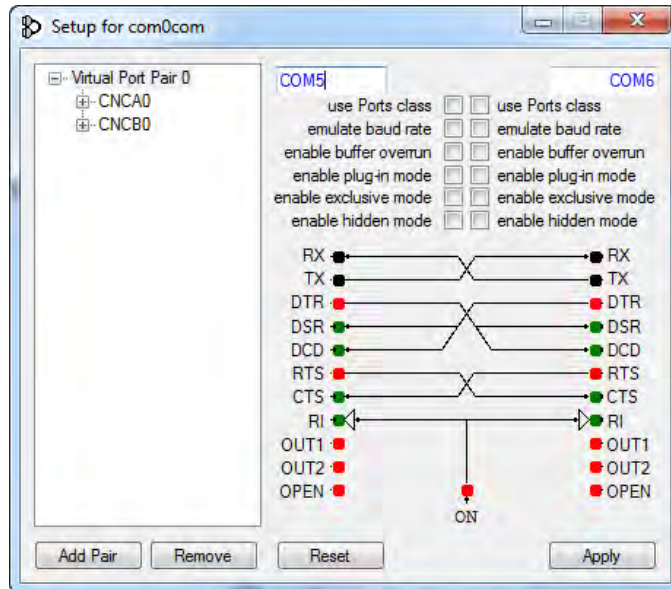 Setup for com0com
Virtual Port Pair 0
CNCA0
CNCB0
COM5 COM6
use Ports class use Ports class
emulate baud rate emulate baud rate
enable buffer overrun enable buffer overrun
enable plug-in mode enable plug-in mode
enable exclusive mode enable exclusive mode
enable hidden mode enable hidden mode
RX RX
TX TX
DTR DTR
DSR DSR
DCD DCD
RTS RTS
CTS CTS
RI RI
OUT1 OUT1
OUT2 OUT2
OPEN OPEN
ON
Add Pair Remove Reset Apply